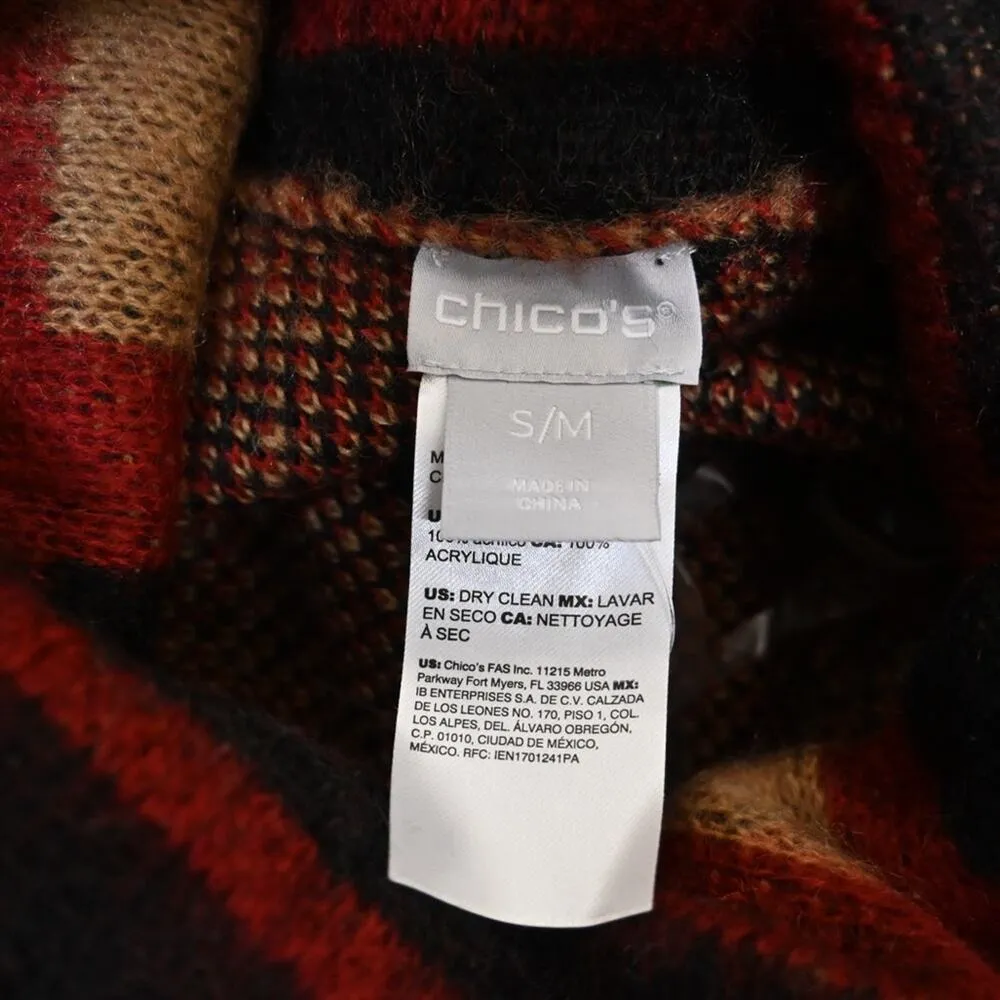 chico's®
S/M
MADE IN
CHINA
ACRYLIQUE
US: DRY CLEAN MX: LAVAR
EN SECO CA: NETTOYAGE
À SEC
US: Chico's FAS Inc. 11215 Metro
Parkway Fort Myers, FL 33966 USA MX:
IB ENTERPRISES S.A. DE C.V. CALZADA
DE LOS LEONES NO. 170, PISO 1, COL.
LOS ALPES, DEL. ÁLVARO OBREGÓN,
C.P. 01010, CIUDAD DE MÉXICO,
MÉXICO. RFC: IEN1701241PA